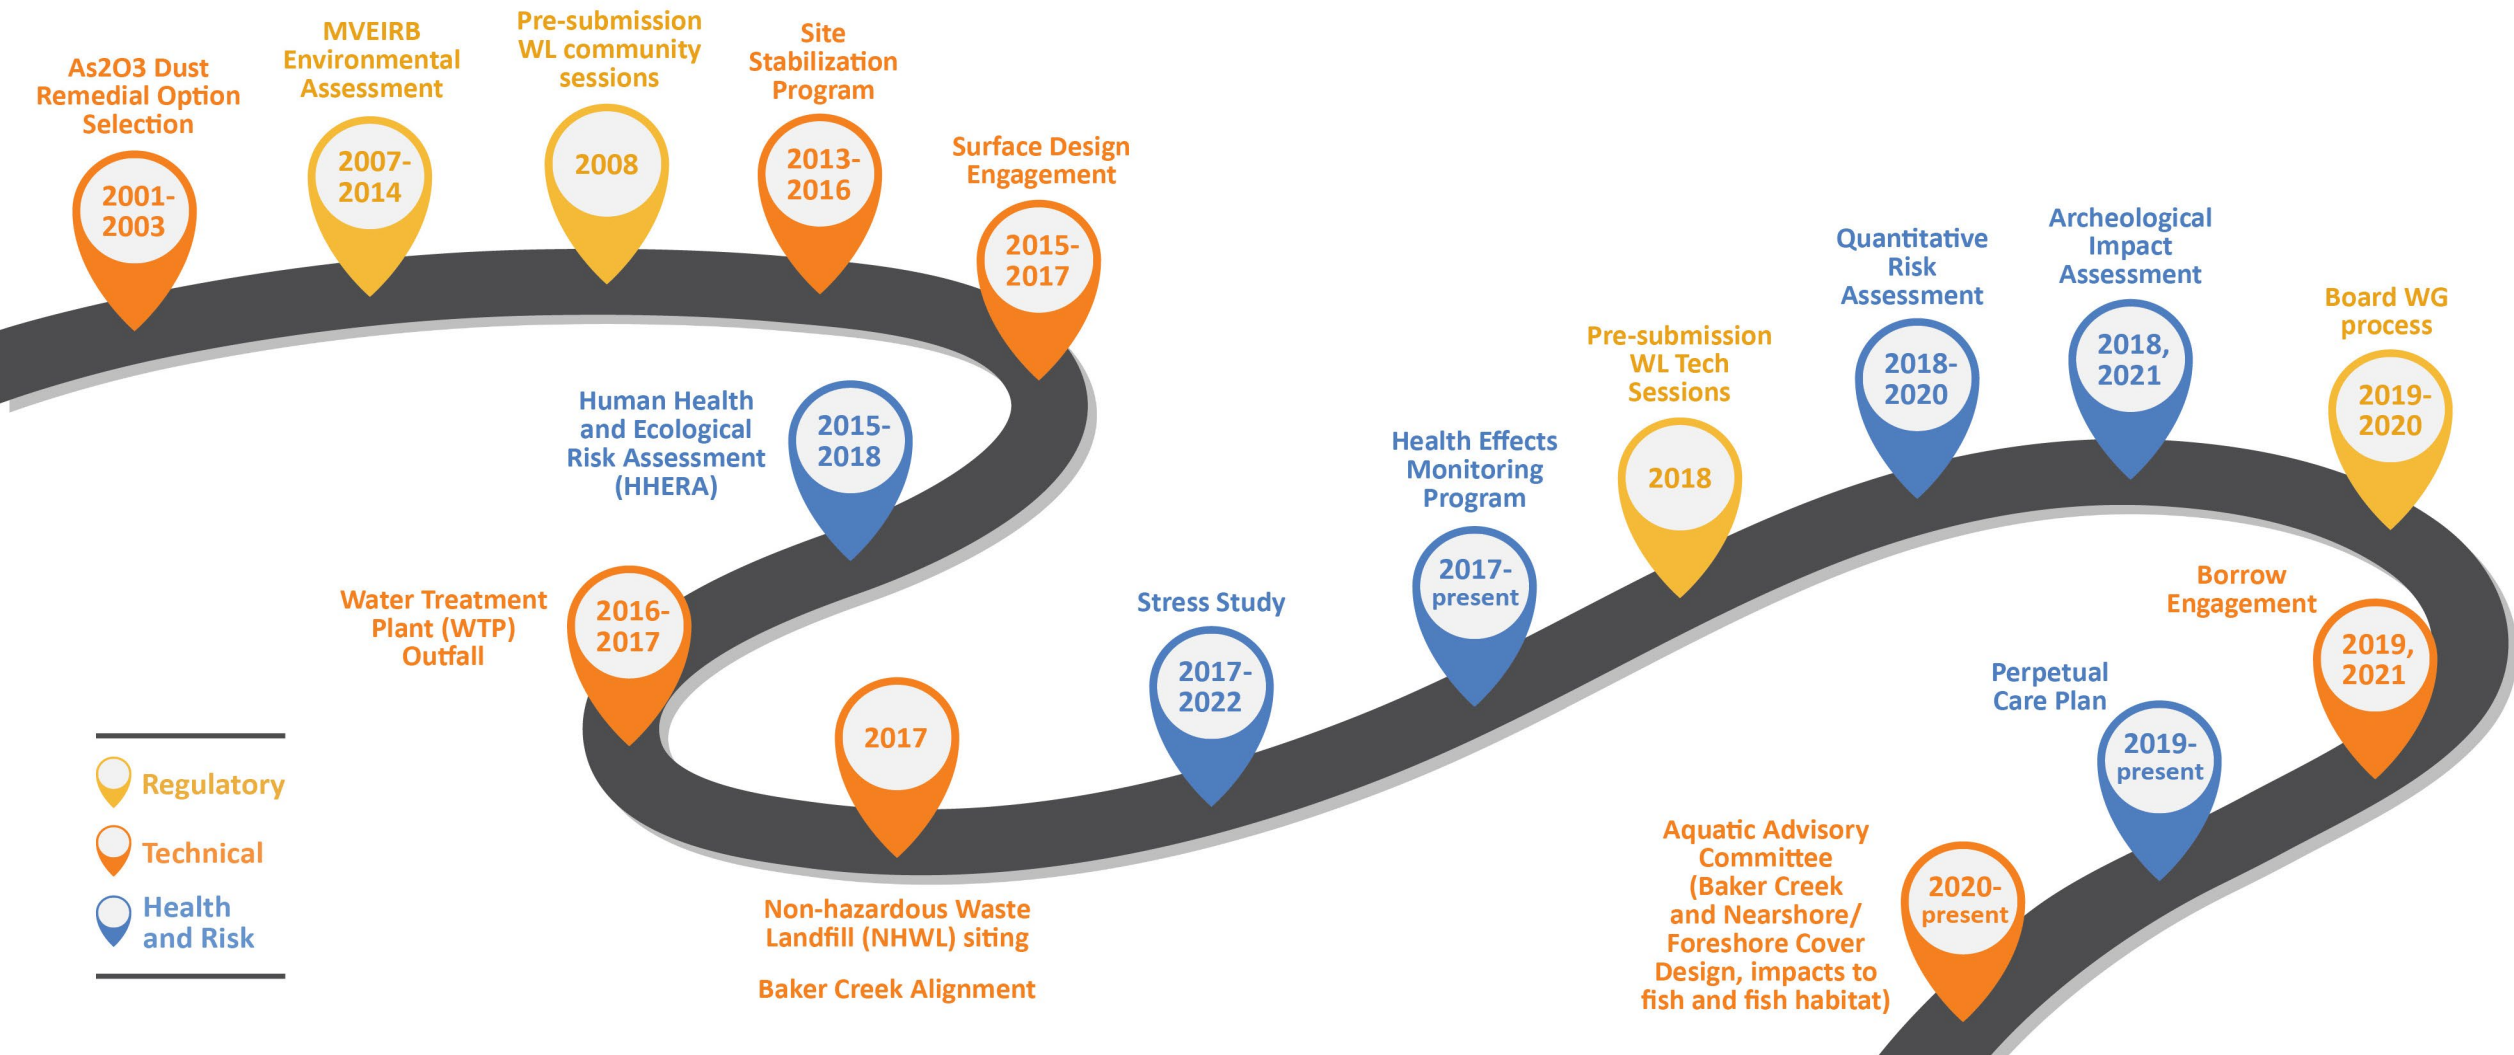 As2O3 Dust
Remedial Option
Selection
2001-
2003
MVEIRB
Environmental
Assessment
2007-
2014
Pre-submission
WL community
sessions
2008
Site
Stabilization
Program
2013-
2016
Surface Design
Engagement
2015-
2017
Human Health
and Ecological
Risk Assessment
(HHERA)
2015-
2018
Water Treatment
Plant (WTP)
Outfall
2016-
2017
2017
Non-hazardous Waste
Landfill (NHWL) siting
Baker Creek Alignment
Stress Study
2017-
2022
Health Effects
Monitoring
Program
2017-
present
Pre-submission
WL Tech
Sessions
2018
Quantitative
Risk
Assessment
2018-
2020
Archeological
Impact
Assessment
2018,
2021
Board WG
process
2019-
2020
Borrow
Engagement
2019,
2021
Perpetual
Care Plan
2019-
present
Aquatic Advisory
Committee
(Baker Creek
and Nearshore/
Foreshore Cover
Design, impacts to
fish and fish habitat)
2020-
present
Regulatory
Technical
Health
and Risk